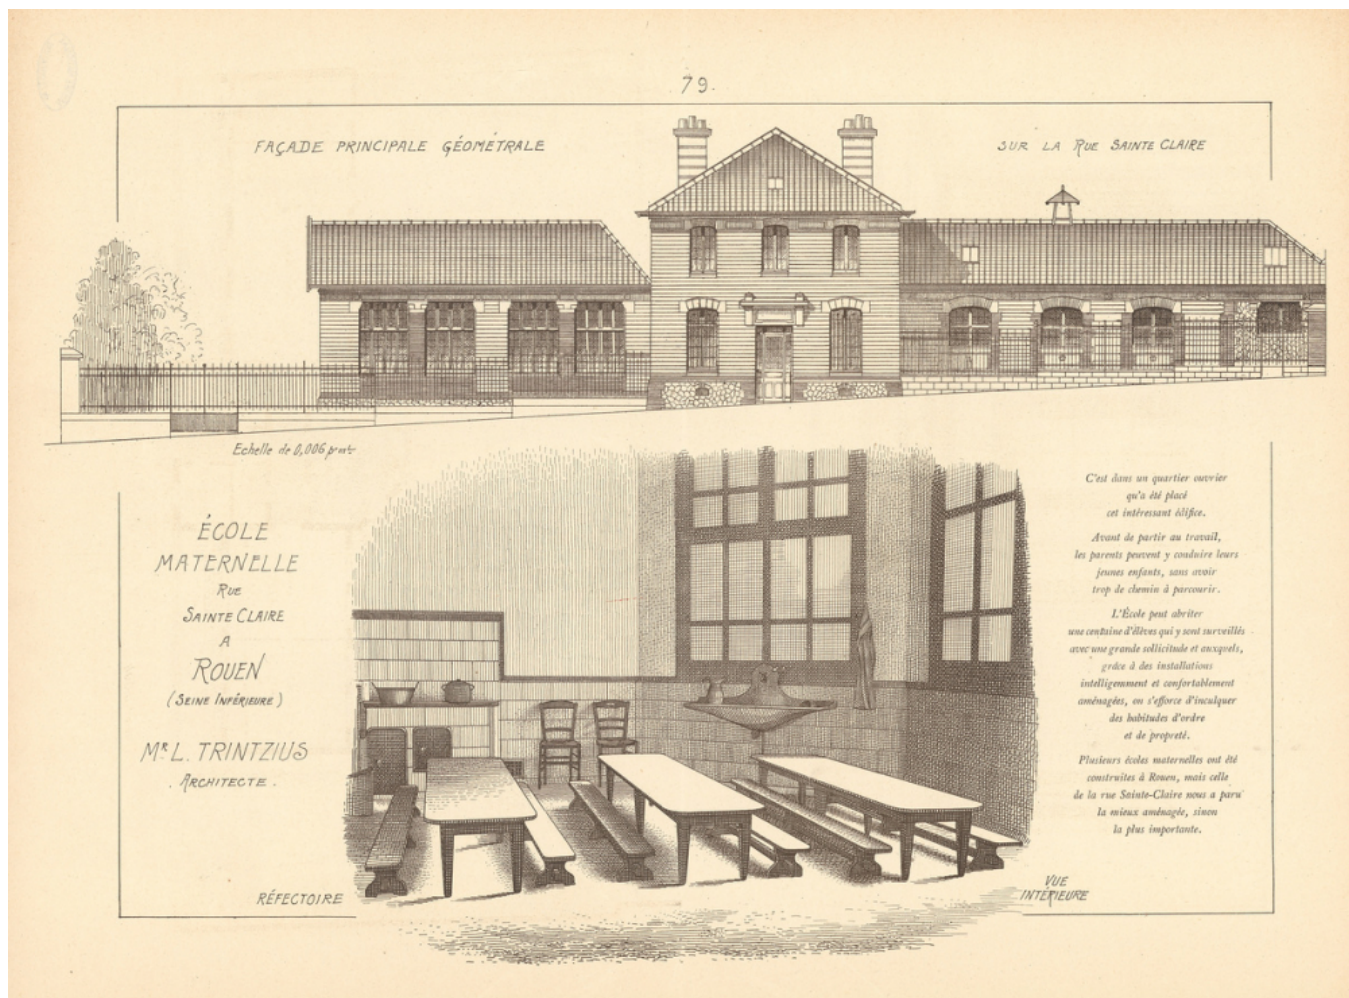 79.
FAÇADE PRINCIPALE GÉOMÉTRALE
SUR LA RUE SAINTE CLAIRE
Echelle de 0,006 p mt
ÉCOLE
MATERNELLE
RUE
SAINTE CLAIRE
A
ROUEN
(SEINE INFÉRIEURE)
MR L. TRINTZIUS
. ARCHITECTE .
C'est dans un quartier ouvrier
qu'a été placé
cet intéressant édifice.
Avant de partir au travail,
les parents peuvent y conduire leurs
jeunes enfants, sans avoir
trop de chemin à parcourir.
L'École peut abriter
une centaine d'élèves qui y sont surveillés
avec une grande sollicitude et auxquels,
grâce à des installations
intelligemment et confortablement
aménagées, on s'efforce d'inculquer
des habitudes d'ordre
et de propreté.
Plusieurs écoles maternelles ont été
construites à Rouen, mais celle
de la rue Sainte-Claire nous a paru
la mieux aménagée, sinon
la plus importante.
RÉFECTOIRE
VUE
INTÉRIEURE